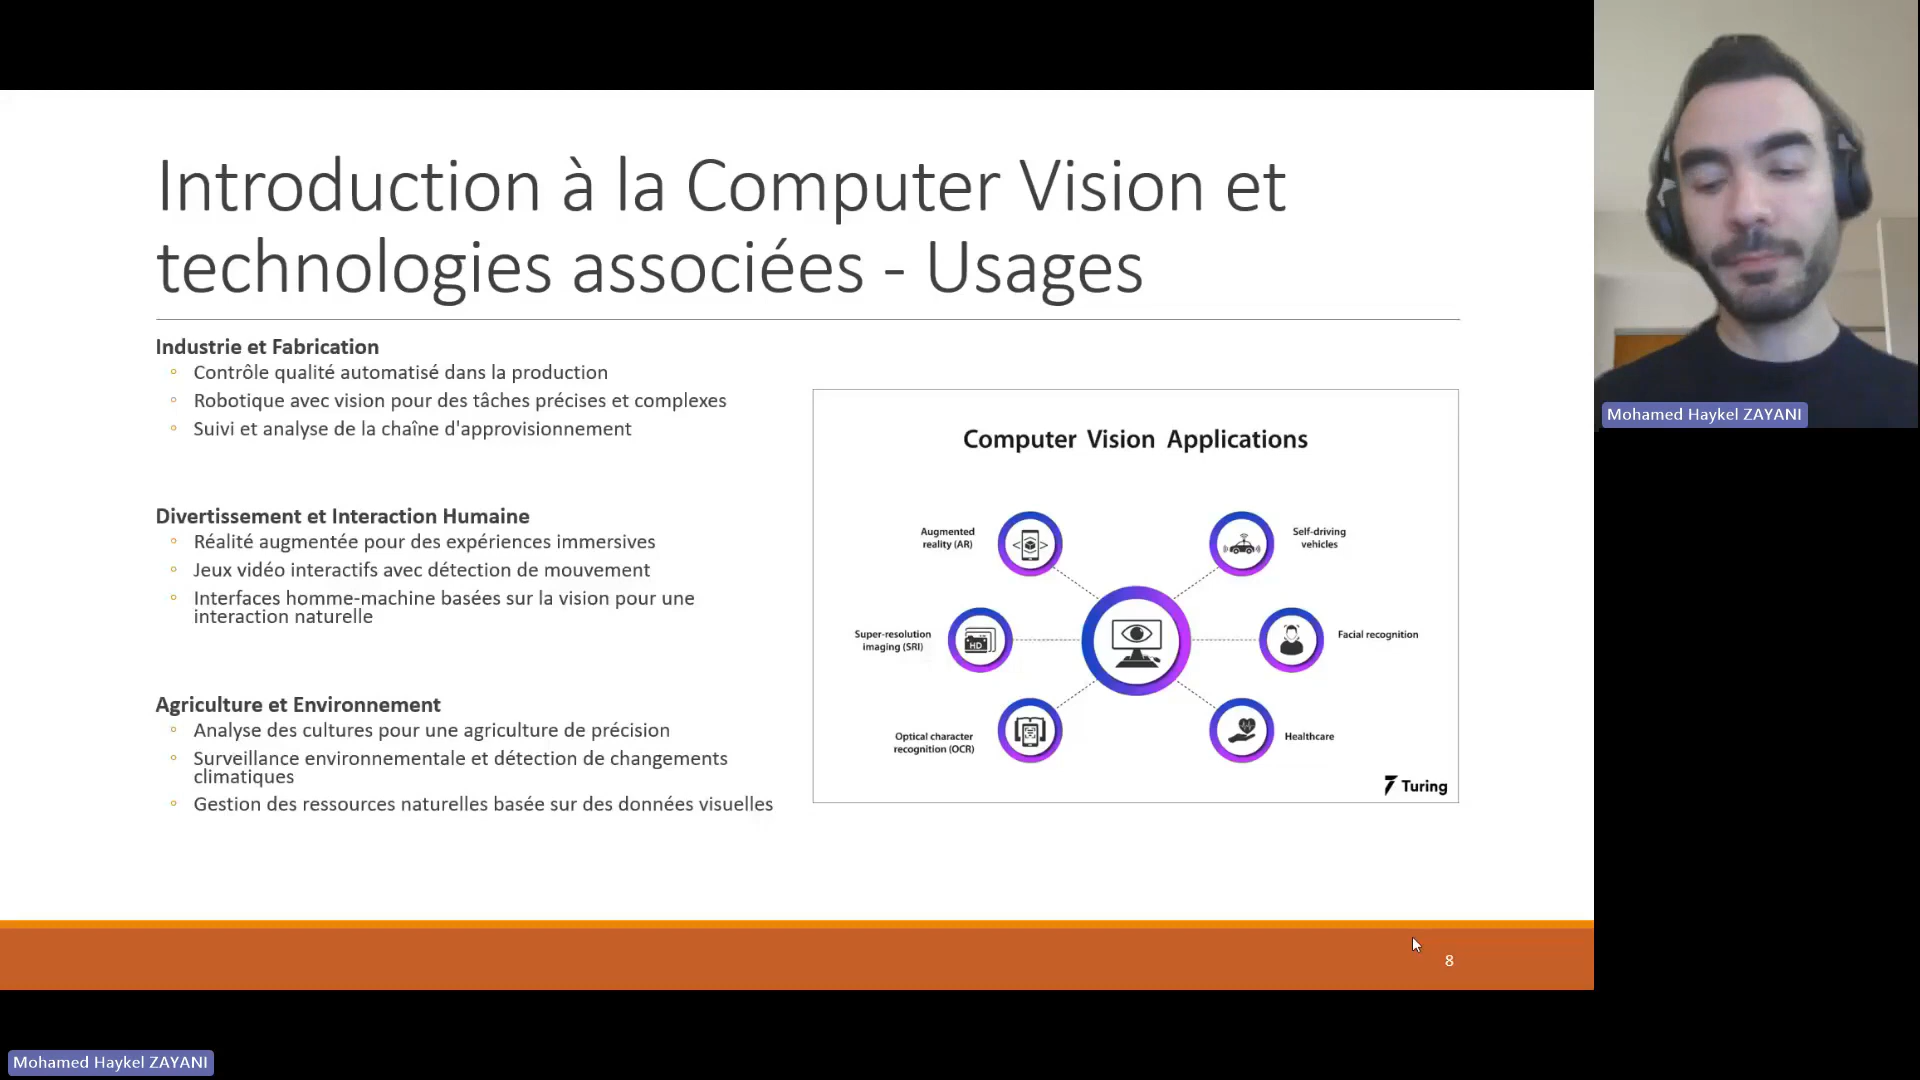 Introduction à la Computer Vision et
technologies associées - Usages
Industrie et Fabrication
Contrôle qualité automatisé dans la production
Robotique avec vision pour des tâches précises et complexes
Suivi et analyse de la chaîne d'approvisionnement
Divertissement et Interaction Humaine
Réalité augmentée pour des expériences immersives
Jeux vidéo interactifs avec détection de mouvement
Interfaces homme-machine basées sur la vision pour une
interaction naturelle
Agriculture et Environnement
Analyse des cultures pour une agriculture de précision
Surveillance environnementale et détection de changements
climatiques
Gestion des ressources naturelles basée sur des données visuelles
Computer Vision Applications
Augmented
reality (AR)
Self-driving
vehicles
Super-resolution
imaging (SRI)
HD
Facial recognition
Optical character
recognition (OCR)
Healthcare
Turing
8
Mohamed Haykel ZAYANI
Mohamed Haykel ZAYANI